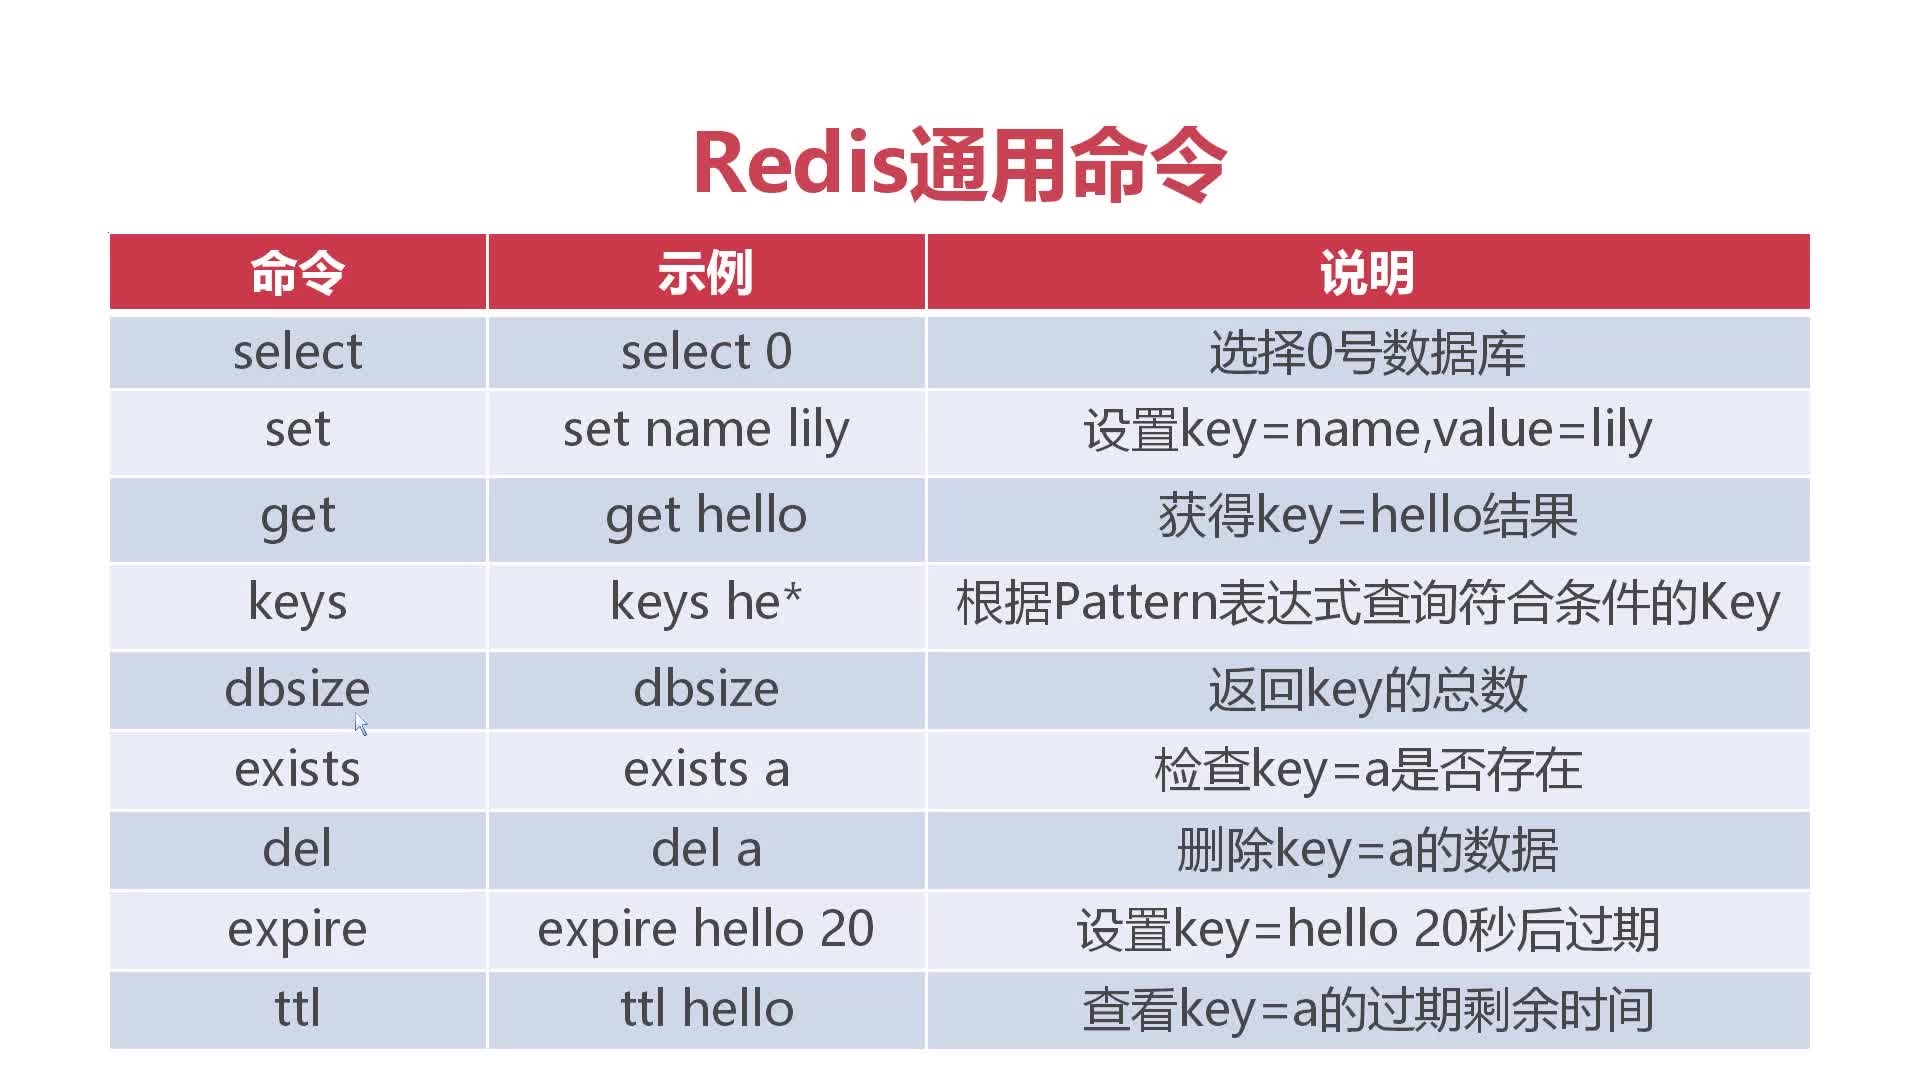 Redis通用命令
命令 示例 说明
select select 0 选择0号数据库
set set name lily 设置key=name,value=lily
get get hello 获得key=hello结果
keys keys he* 根据Pattern表达式查询符合条件的Key
dbsize dbsize 返回key的总数
exists exists a 检查key=a是否存在
del del a 删除key=a的数据
expire expire hello 20 设置key=hello 20秒后过期
ttl ttl hello 查看key=a的过期剩余时间